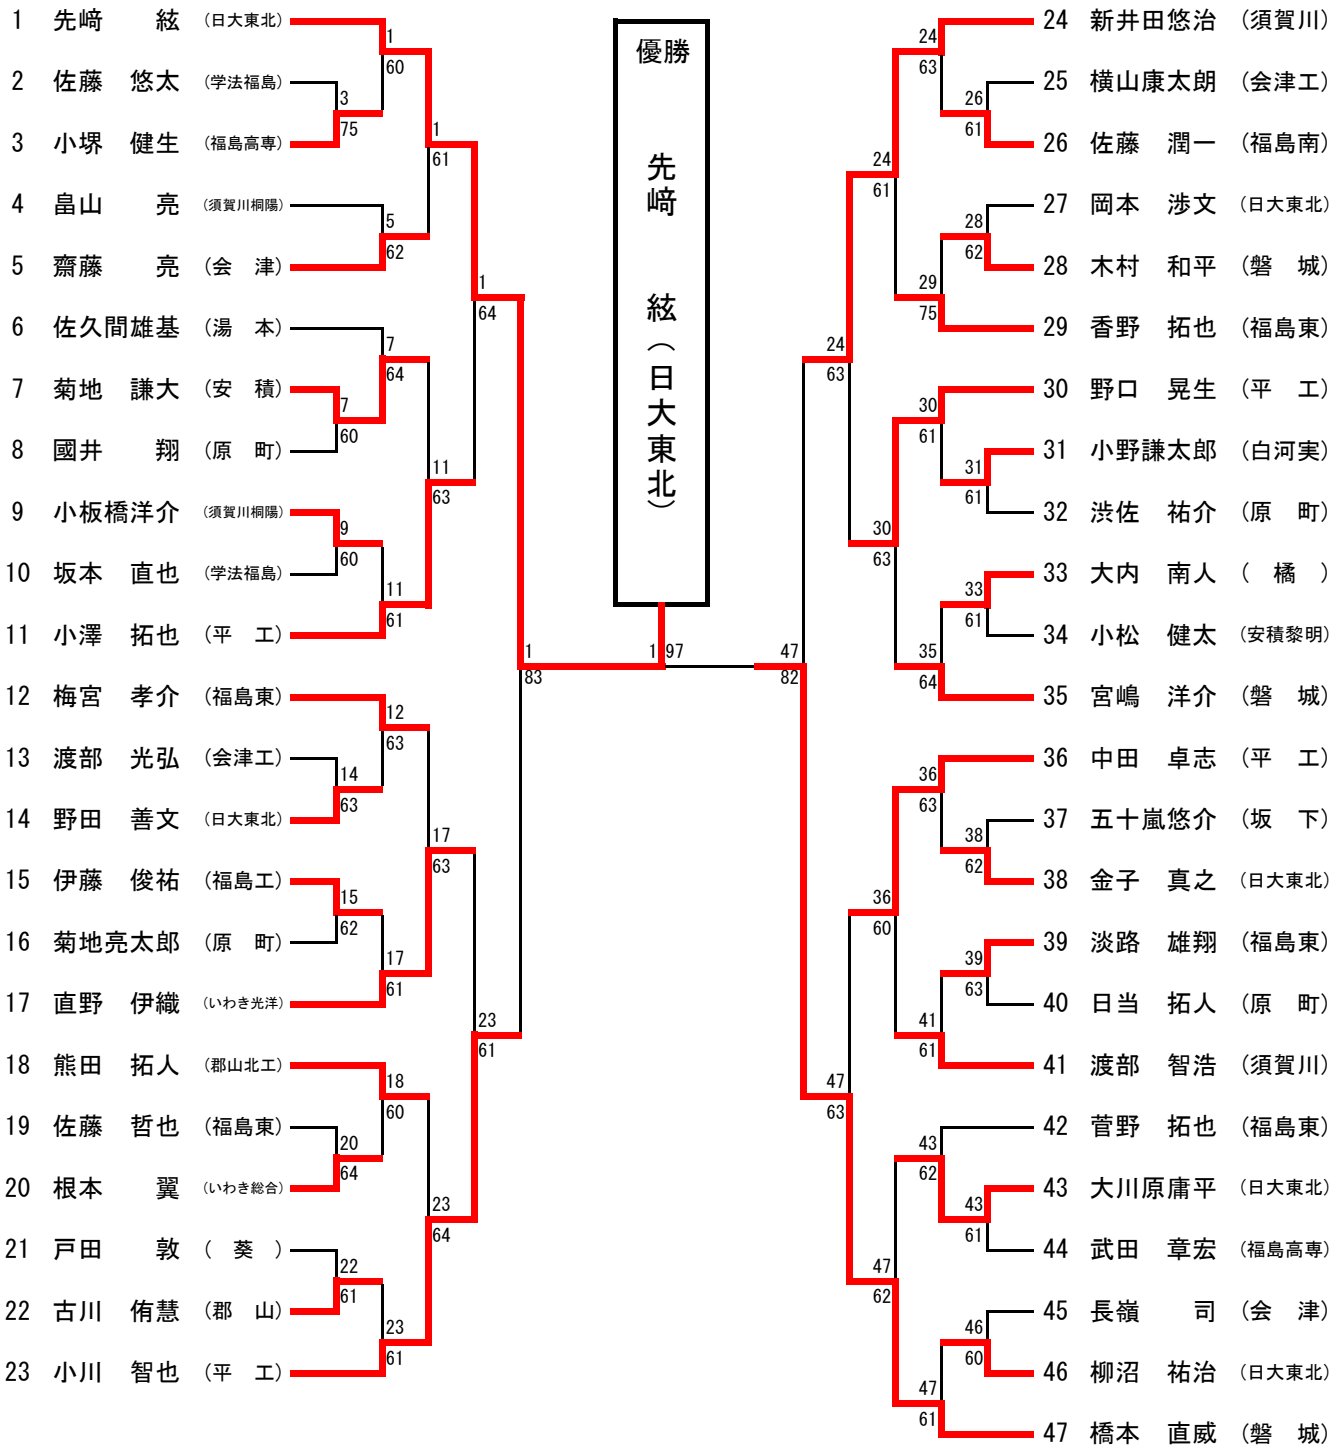 1 先﨑 絃 (日大東北)
2 佐藤 悠太 (学法福島)
3 小堺 健生 (福島高専)
4 畠山 亮 (須賀川桐陽)
5 齋藤 亮 (会 津)
6 佐久間雄基 (湯 本)
7 菊地 謙大 (安 積)
8 國井 翔 (原 町)
9 小板橋洋介 (須賀川桐陽)
10 坂本 直也 (学法福島)
11 小澤 拓也 (平 工)
12 梅宮 孝介 (福島東)
13 渡部 光弘 (会津工)
14 野田 善文 (日大東北)
15 伊藤 俊祐 (福島工)
16 菊地亮太郎 (原 町)
17 直野 伊織 (いわき光洋)
18 熊田 拓人 (郡山北工)
19 佐藤 哲也 (福島東)
20 根本 翼 (いわき総合)
21 戸田 敦 ( 葵 )
22 古川 侑慧 (郡 山)
23 小川 智也 (平 工)
3
75
7
60
9
60
14
63
15
62
20
64
22
61
1
60
5
62
7
64
11
61
12
63
17
61
18
60
23
61
1
61
11
63
17
63
23
64
1
64
23
61
1
83
優勝
先﨑 絃(日大東北)
1 97
47
82
24
63
47
63
24
61
30
63
36
60
47
62
24
63
29
75
30
61
35
64
36
63
41
61
43
62
47
61
26
61
28
62
31
61
33
61
38
62
39
63
43
61
46
60
24 新井田悠治 (須賀川)
25 横山康太朗 (会津工)
26 佐藤 潤一 (福島南)
27 岡本 渉文 (日大東北)
28 木村 和平 (磐 城)
29 香野 拓也 (福島東)
30 野口 晃生 (平 工)
31 小野謙太郎 (白河実)
32 渋佐 祐介 (原 町)
33 大内 南人 ( 橘 )
34 小松 健太 (安積黎明)
35 宮嶋 洋介 (磐 城)
36 中田 卓志 (平 工)
37 五十嵐悠介 (坂 下)
38 金子 真之 (日大東北)
39 淡路 雄翔 (福島東)
40 日当 拓人 (原 町)
41 渡部 智浩 (須賀川)
42 菅野 拓也 (福島東)
43 大川原庸平 (日大東北)
44 武田 章宏 (福島高専)
45 長嶺 司 (会 津)
46 柳沼 祐治 (日大東北)
47 橋本 直威 (磐 城)